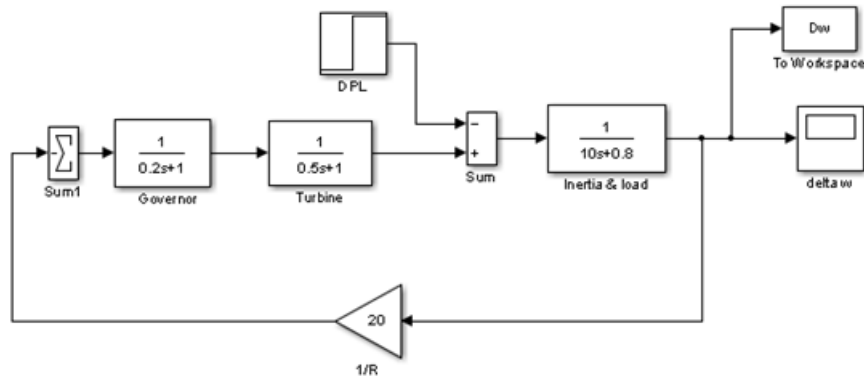 Dw
To Workspace
DPL
−
+
Sum
1
10s+0.8
Inertia & load
delta w
-
Sum1
1
0.2s+1
Governor
1
0.5s+1
Turbine
20
1/R